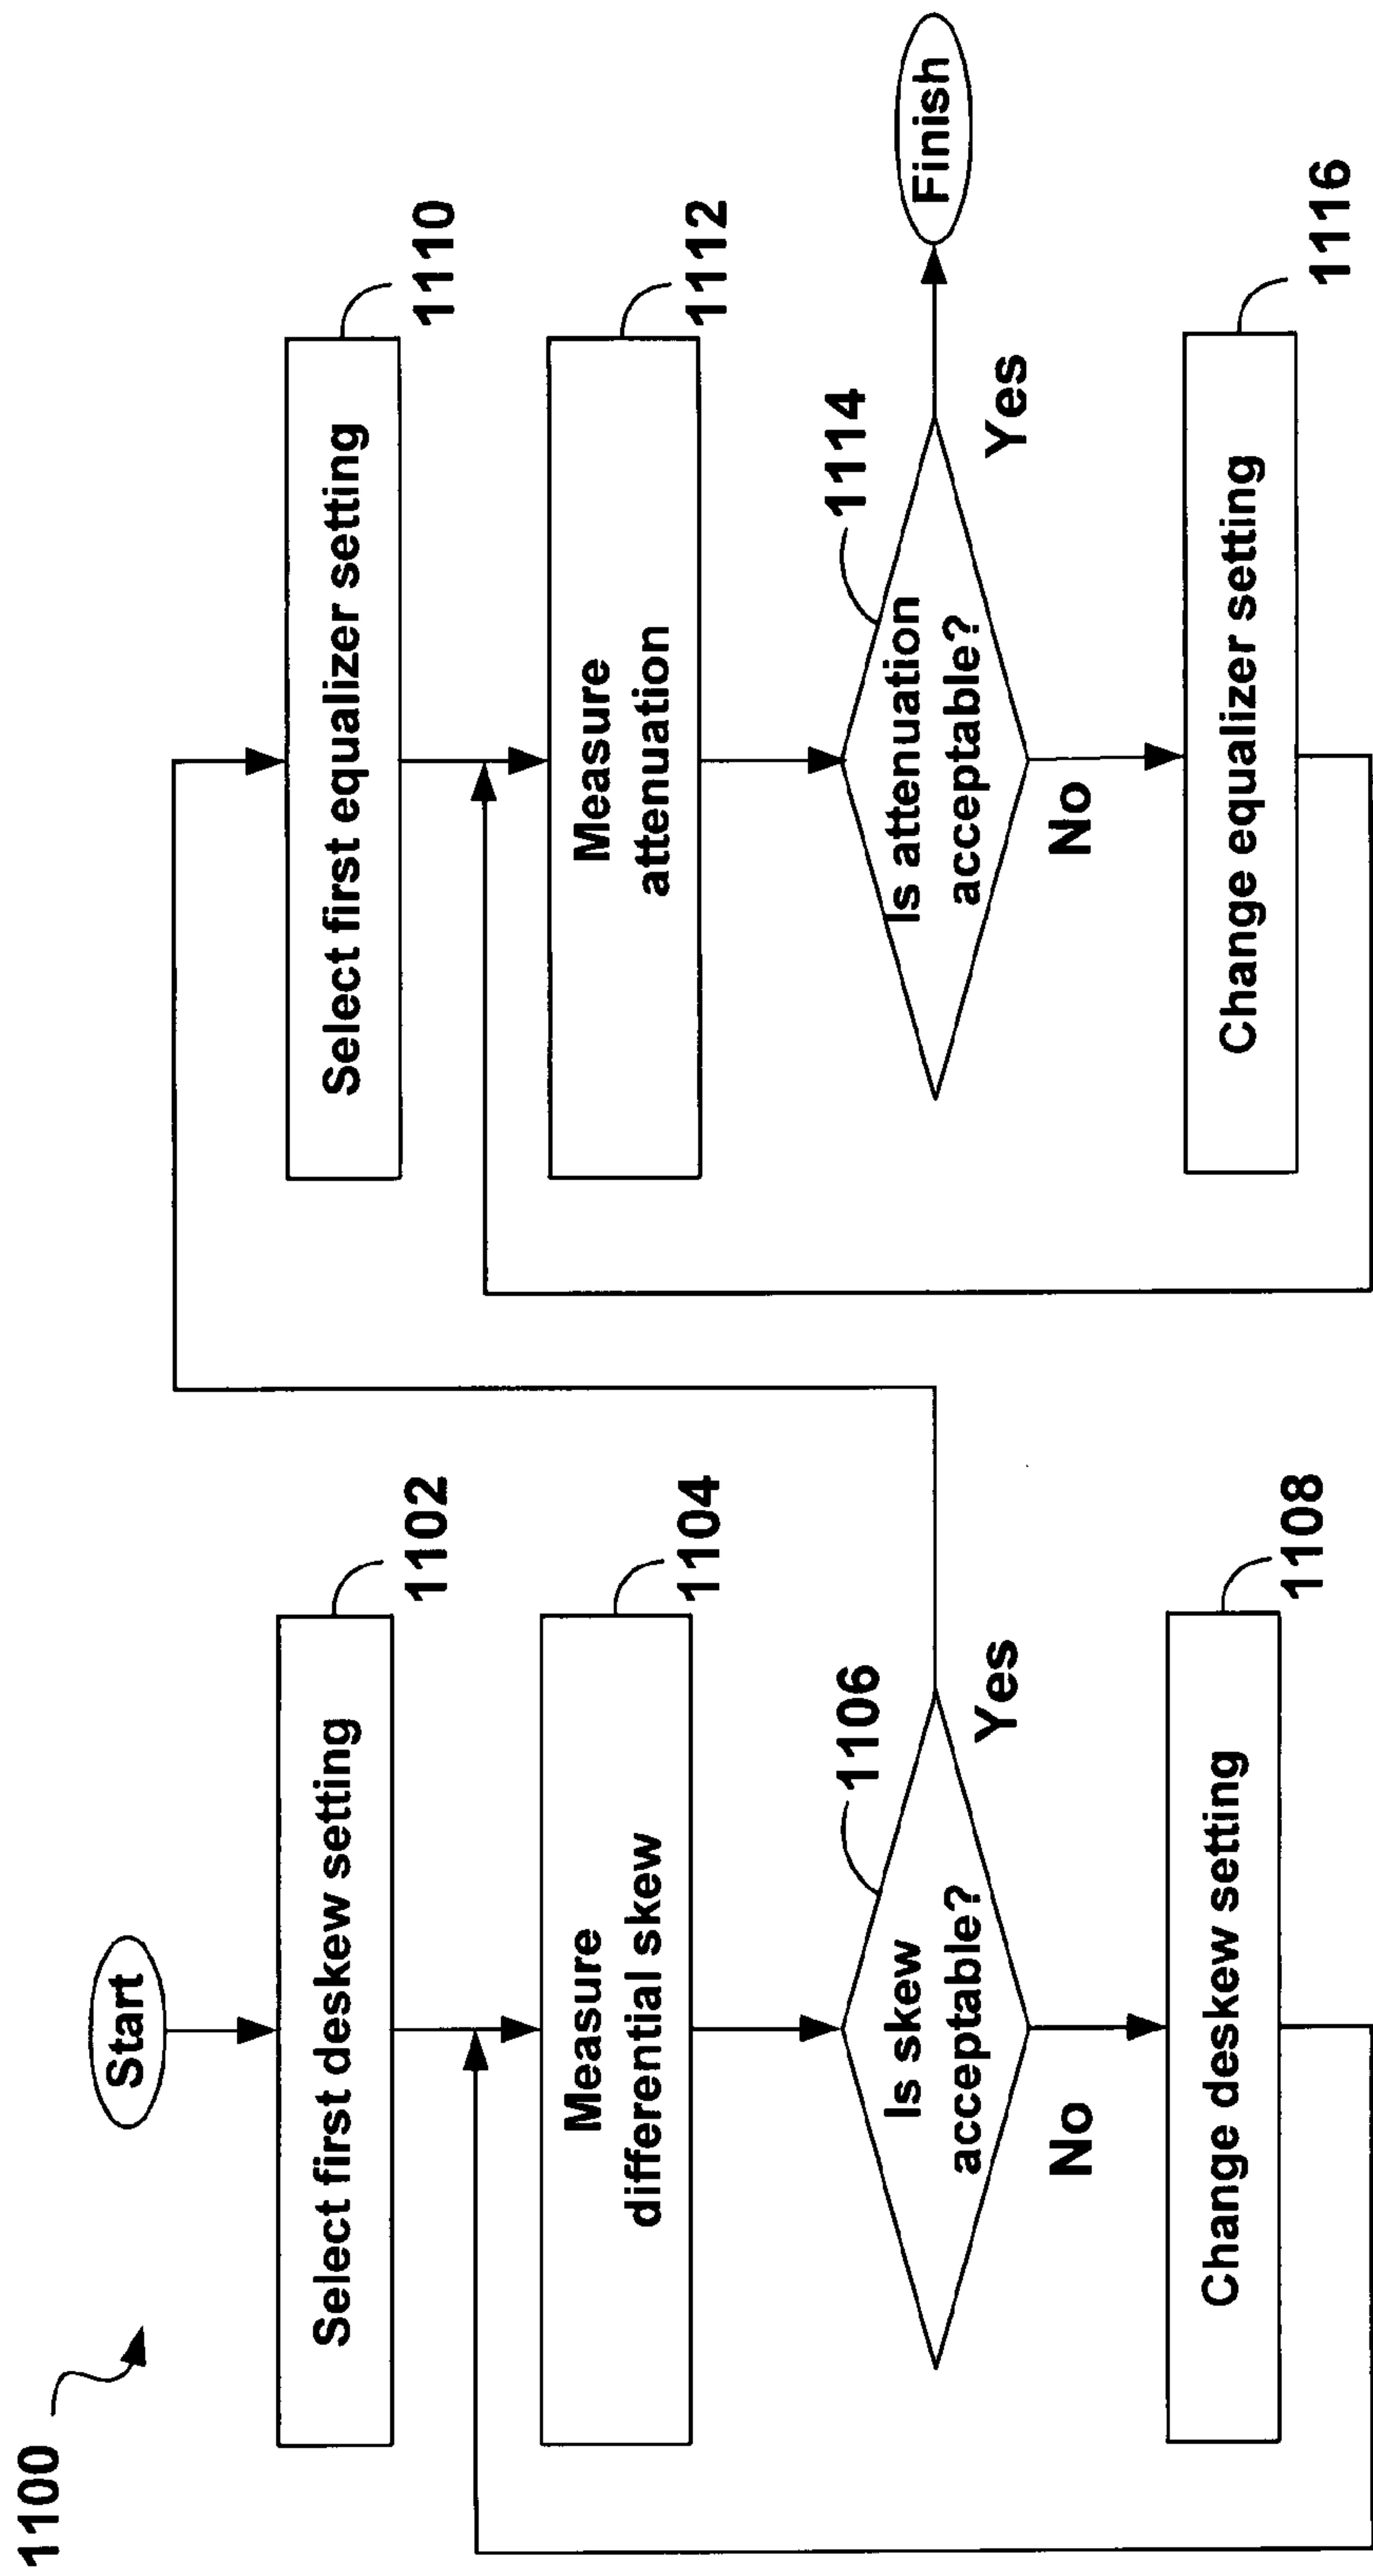 1100
Start
Select first deskew setting
1102
Measure
differential skew
1104
Is skew
acceptable?
1106
Yes
No
Change deskew setting
1108
Select first equalizer setting
1110
Measure
attenuation
1112
Is attenuation
acceptable?
1114
Yes
Finish
No
Change equalizer setting
1116